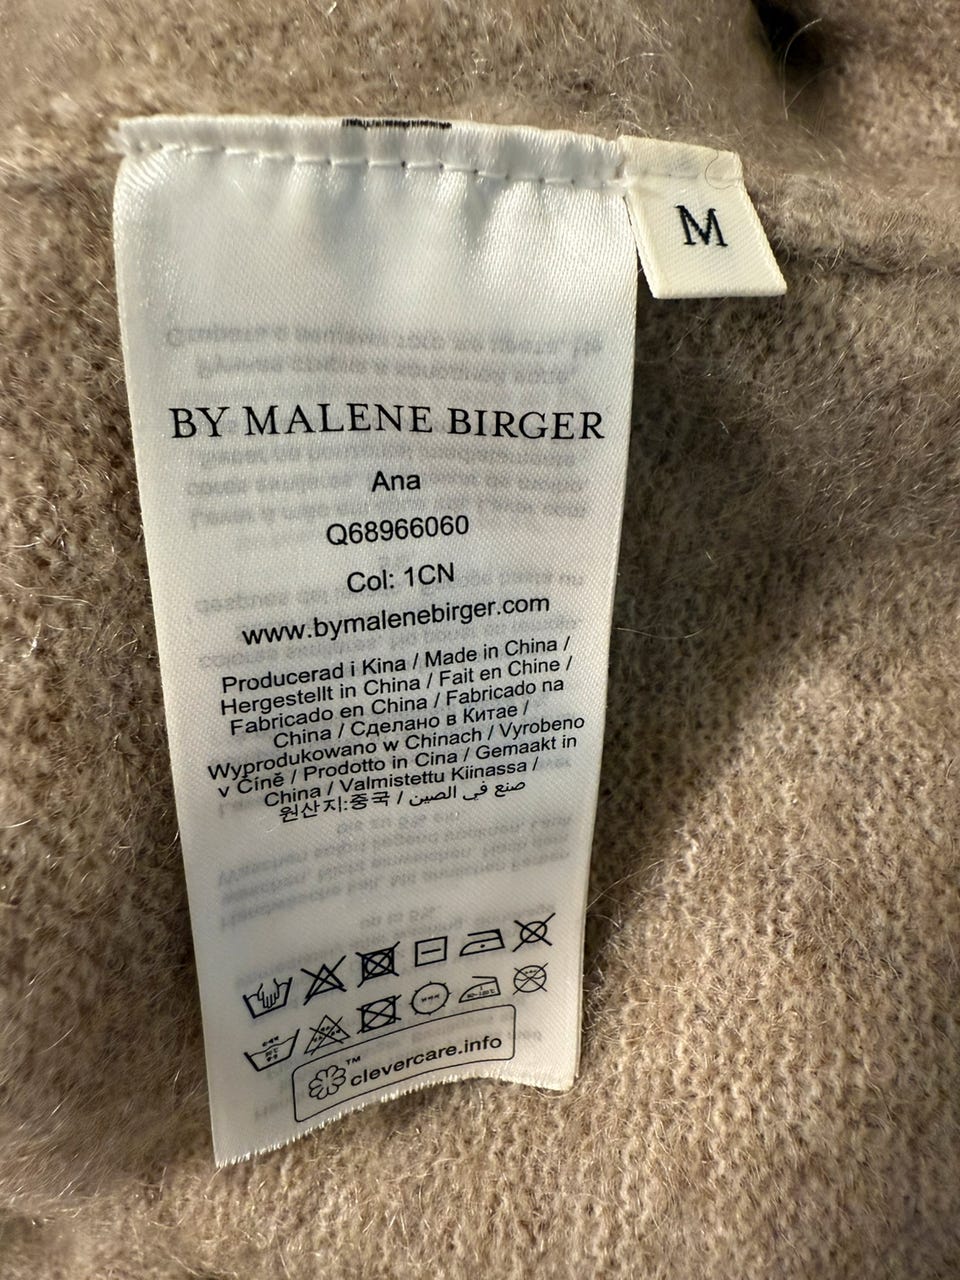 M
BY MALENE BIRGER
Ana
Q68966060
Col: 1CN
www.bymalenebirger.com
Producerad i Kina / Made in China /
Hergestellt in China / Fait en Chine /
Fabricado en China / Fabricado na
China / Сделано в Китае /
Wyprodukowano w Chinach / Vyrobeno
v Číně / Prodotto in Cina / Gemaakt in
China / Valmistettu Kiinassa /
원산지:중국 / صنع في الصين
™
clevercare.info